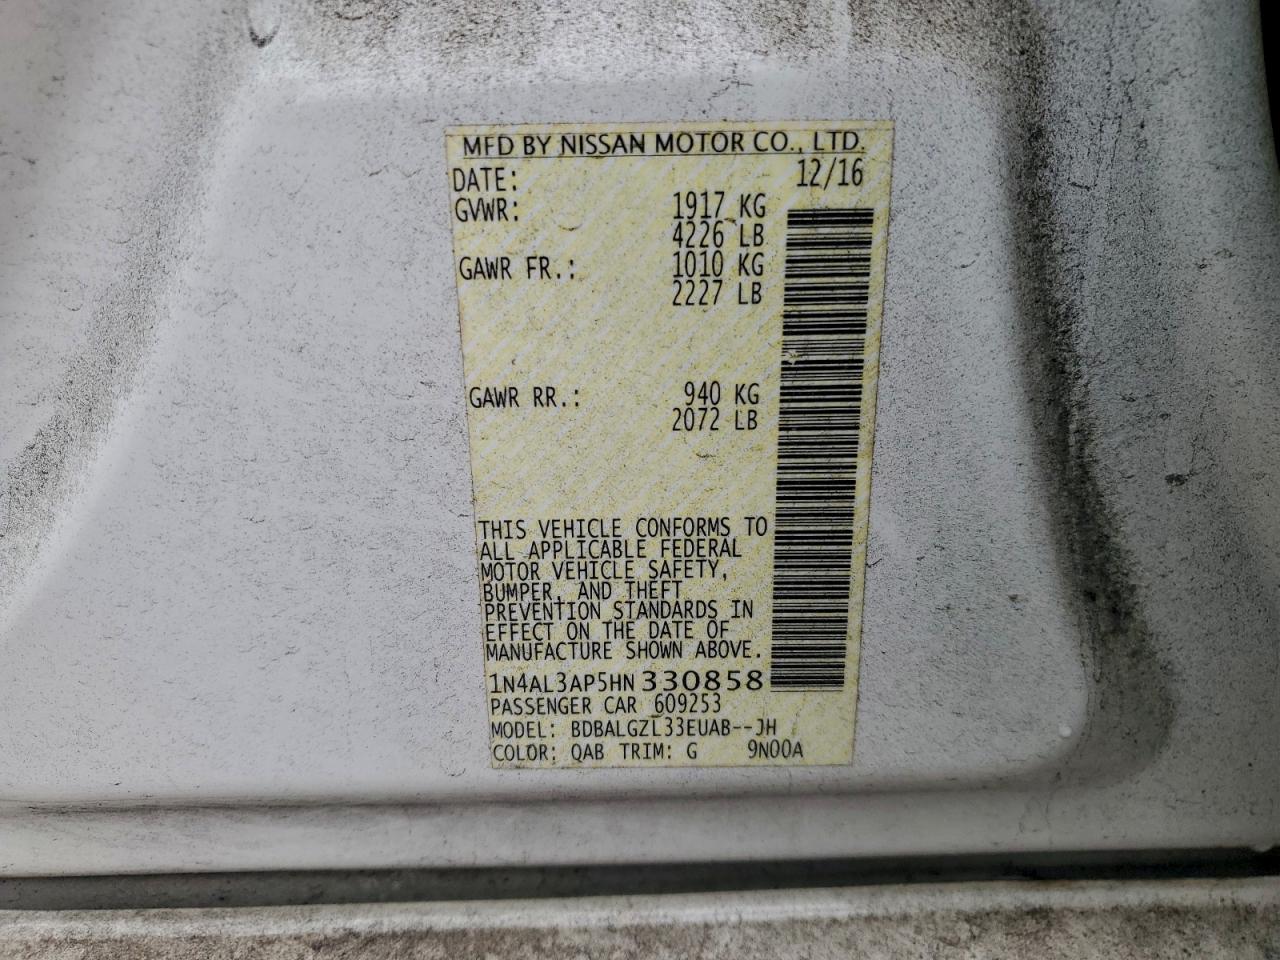 MFD BY NISSAN MOTOR CO., LTD.
DATE: 12/16
GVWR: 1917 KG
4226 LB
GAWR FR.: 1010 KG
2227 LB
GAWR RR.: 940 KG
2072 LB
THIS VEHICLE CONFORMS TO
ALL APPLICABLE FEDERAL
MOTOR VEHICLE SAFETY,
BUMPER, AND THEFT
PREVENTION STANDARDS IN
EFFECT ON THE DATE OF
MANUFACTURE SHOWN ABOVE.
1N4AL3AP5HN330858
PASSENGER CAR 609253
MODEL: BDBALGZL33EUAB--JH
COLOR: QAB TRIM: G 9N00A